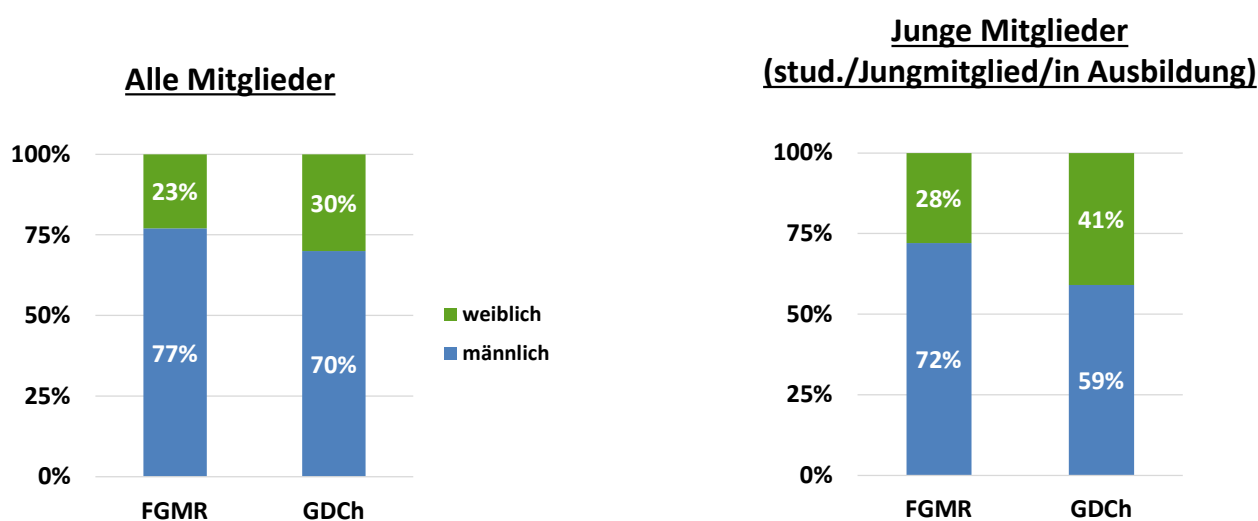 Alle Mitglieder
100%
75%
50%
25%
0%
23%
77%
30%
70%
FGMR
GDCh
weiblich
männlich
Junge Mitglieder
(stud./Jungmitglied/in Ausbildung)
100%
75%
50%
25%
0%
28%
72%
41%
59%
FGMR
GDCh